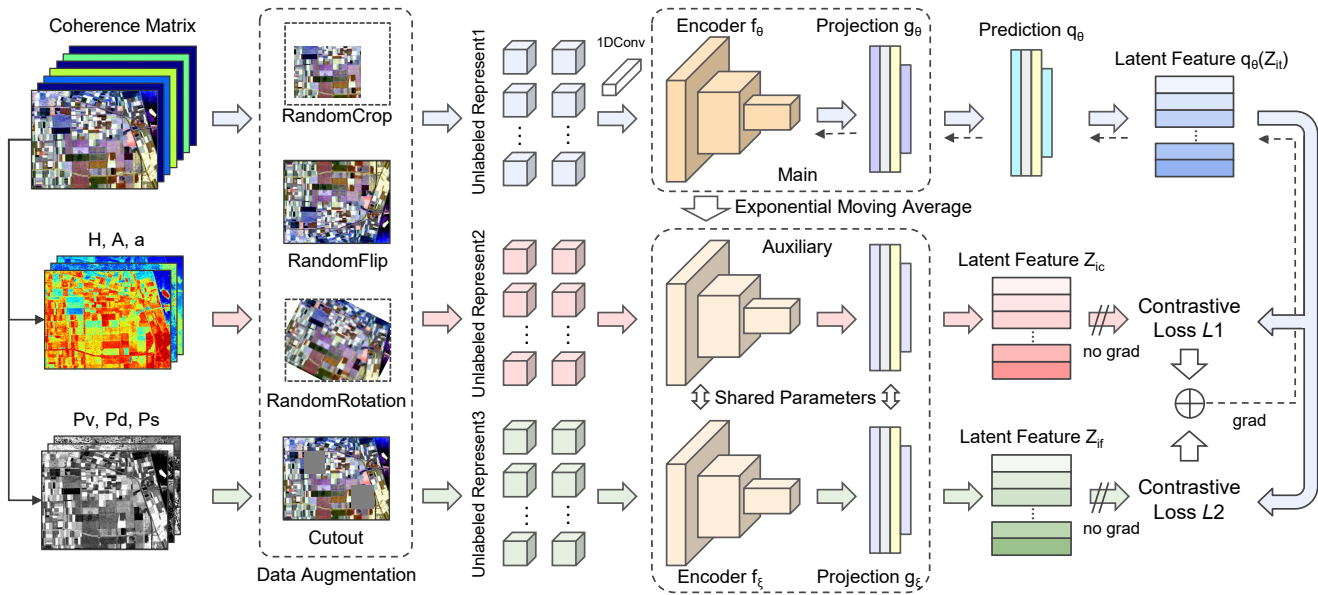 Coherence Matrix
H, A, a
Pv, Pd, Ps
RandomCrop
RandomFlip
RandomRotation
Cutout
Data Augmentation
Unlabeled Represent1
Unlabeled Represent2
Unlabeled Represent3
1DConv
Encoder fθ
Projection gθ
Main
Prediction qθ
Latent Feature qθ(Zit)
Exponential Moving Average
Auxiliary
Shared Parameters
Encoder fξ
Projection gξ
Latent Feature Zic
no grad
Contrastive
Loss L1
grad
Latent Feature Zif
no grad
Contrastive
Loss L2